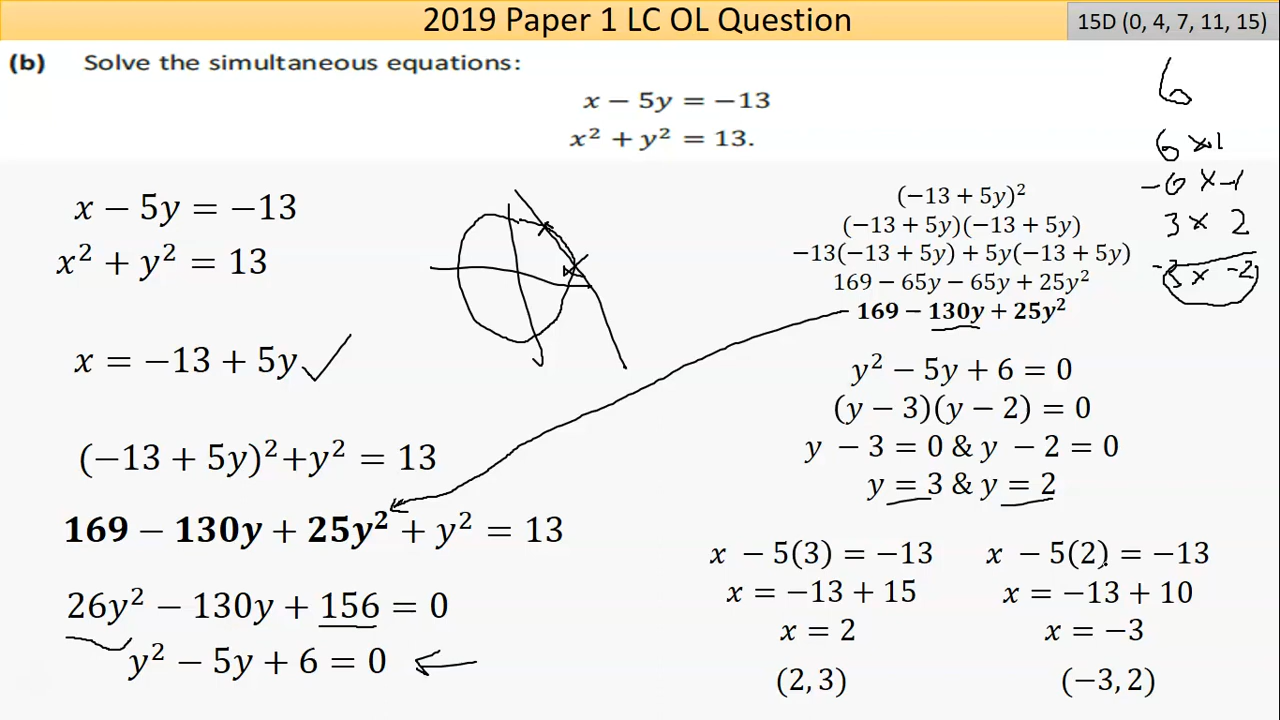 2019 Paper 1 LC OL Question
15D (0, 4, 7, 11, 15)
(b) Solve the simultaneous equations:
x − 5y = −13
x² + y² = 13.
x − 5y = −13
x² + y² = 13
x = −13 + 5y
(−13 + 5y)²+y² = 13
169 − 130y + 25y² + y² = 13
26y² − 130y + 156 = 0
y² − 5y + 6 = 0
(−13 + 5y)²
(−13 + 5y)(−13 + 5y)
−13(−13 + 5y) + 5y(−13 + 5y)
169 − 65y − 65y + 25y²
169 − 130y + 25y²
y² − 5y + 6 = 0
(y − 3)(y − 2) = 0
y − 3 = 0 & y − 2 = 0
y = 3 & y = 2
x − 5(3) = −13
x = −13 + 15
x = 2
(2, 3)
x − 5(2) = −13
x = −13 + 10
x = −3
(−3, 2)
6
6 × 1
−6 × −1
3 × 2
−3 × −2